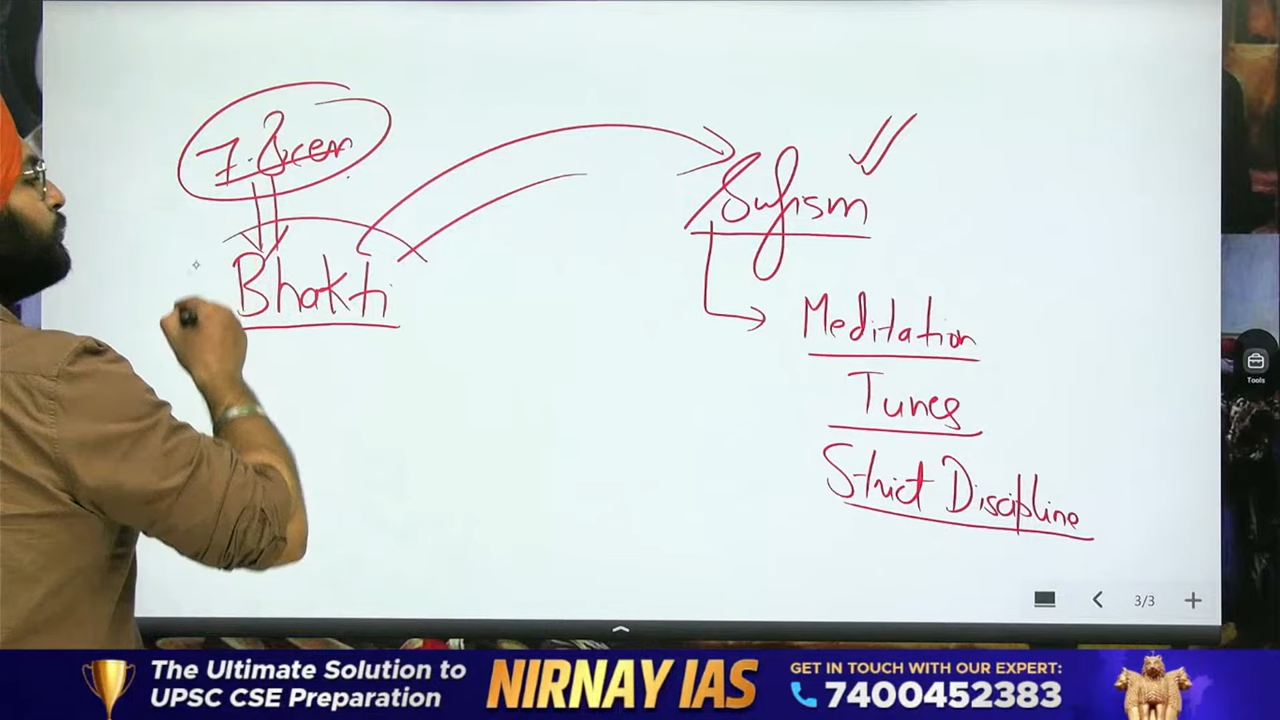 Bhakti
Sufism
Meditation
Tunes
Strict Discipline
Tools
3/3
The Ultimate Solution to
UPSC CSE Preparation
NIRNAY IAS
GET IN TOUCH WITH OUR EXPERT:
7400452383